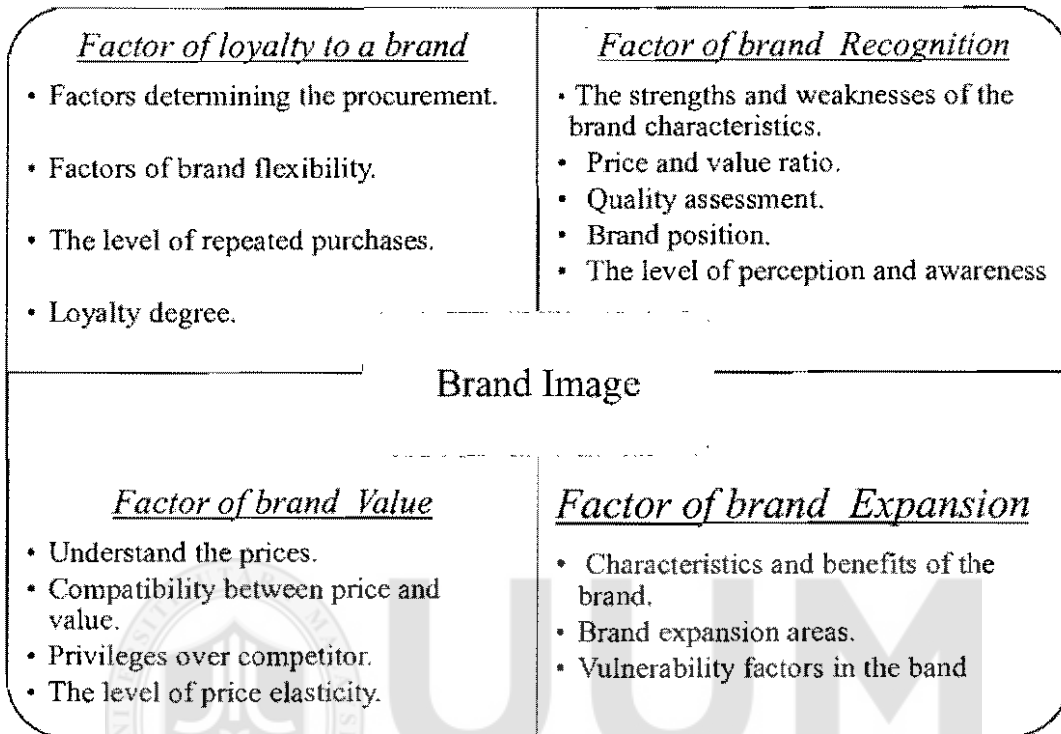 Factor of loyalty to a brand
• Factors determining the procurement.
• Factors of brand flexibility.
• The level of repeated purchases.
• Loyalty degree.
Factor of brand Recognition
• The strengths and weaknesses of the
brand characteristics.
• Price and value ratio.
• Quality assessment.
• Brand position.
• The level of perception and awareness
Brand Image
Factor of brand Value
• Understand the prices.
• Compatibility between price and
value.
• Privileges over competitor.
• The level of price elasticity.
Factor of brand Expansion
• Characteristics and benefits of the
brand.
• Brand expansion areas.
• Vulnerability factors in the band
UUM